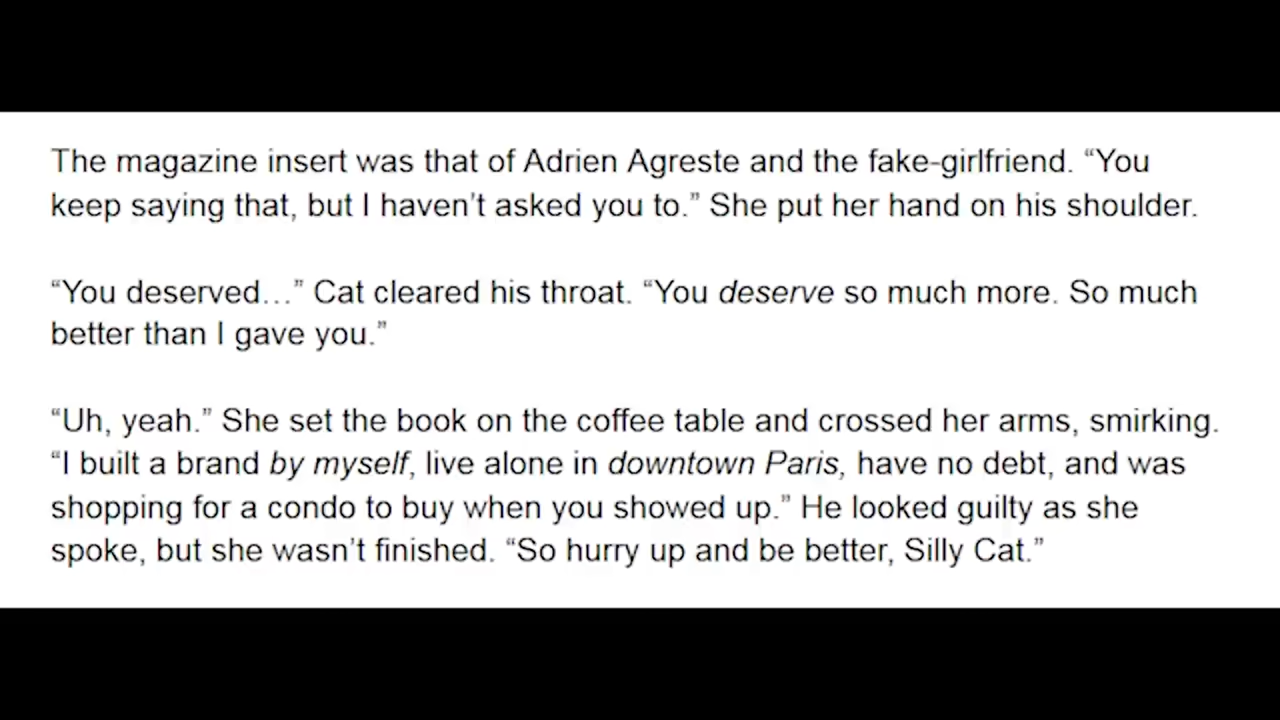 The magazine insert was that of Adrien Agreste and the fake-girlfriend. “You
keep saying that, but I haven’t asked you to.” She put her hand on his shoulder.
“You deserved…” Cat cleared his throat. “You deserve so much more. So much
better than I gave you.”
“Uh, yeah.” She set the book on the coffee table and crossed her arms, smirking.
“I built a brand by myself, live alone in downtown Paris, have no debt, and was
shopping for a condo to buy when you showed up.” He looked guilty as she
spoke, but she wasn’t finished. “So hurry up and be better, Silly Cat.”